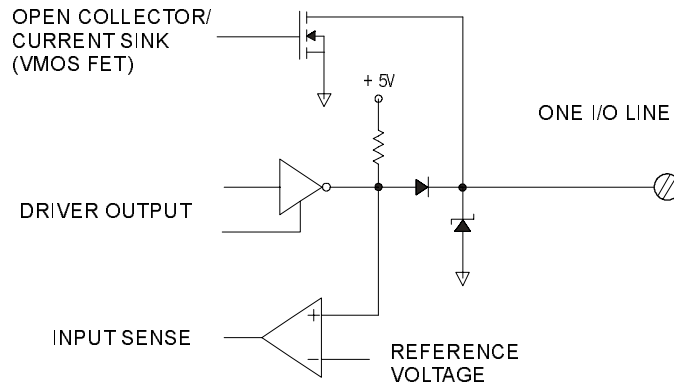 OPEN COLLECTOR/
CURRENT SINK
(VMOS FET)
+ 5V
ONE I/O LINE
DRIVER OUTPUT
+
INPUT SENSE
−
REFERENCE
VOLTAGE